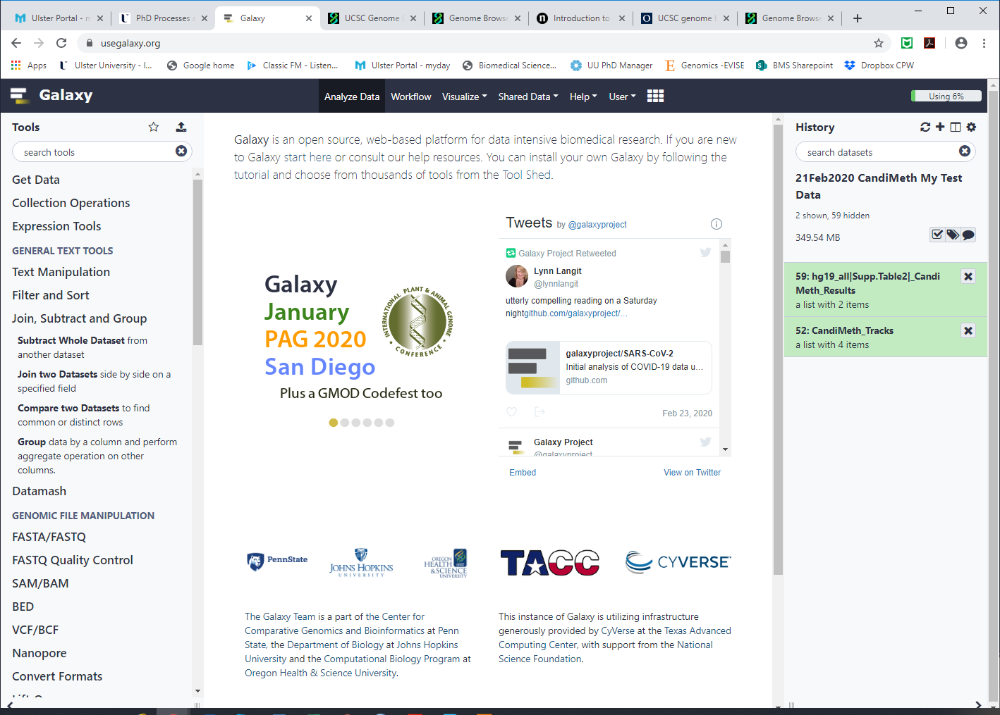 Ulster Portal - m
PhD Processes a
Galaxy
UCSC Genome
Genome Browse
Introduction to
UCSC genome b
Genome Browse
usegalaxy.org
Apps
Ulster University - I...
Google home
Classic FM - Listen...
Ulster Portal - myday
Biomedical Science...
UU PhD Manager
Genomics -EVISE
BMS Sharepoint
Dropbox CPW
Galaxy
Analyze Data
Workflow
Visualize
Shared Data
Help
User
Using 6%
Tools
search tools
Get Data
Collection Operations
Expression Tools
GENERAL TEXT TOOLS
Text Manipulation
Filter and Sort
Join, Subtract and Group
Subtract Whole Dataset from
another dataset
Join two Datasets side by side on a
specified field
Compare two Datasets to find
common or distinct rows
Group data by a column and perform
aggregate operation on other
columns.
Datamash
GENOMIC FILE MANIPULATION
FASTA/FASTQ
FASTQ Quality Control
SAM/BAM
BED
VCF/BCF
Nanopore
Convert Formats
Galaxy is an open source, web-based platform for data intensive biomedical research. If you are new
to Galaxy start here or consult our help resources. You can install your own Galaxy by following the
tutorial and choose from thousands of tools from the Tool Shed.
Galaxy
January
PAG 2020
San Diego
Plus a GMOD Codefest too
INTERNATIONAL PLANT & ANIMAL GENOME
CONFERENCE
Tweets by @galaxyproject
Galaxy Project Retweeted
Lynn Langit
@lynnlangit
utterly compelling reading on a Saturday
nightgithub.com/galaxyproject/...
galaxyproject/SARS-CoV-2
Initial analysis of COVID-19 data u...
github.com
Feb 23, 2020
Galaxy Project
@galaxyproject
Embed
View on Twitter
PennState
JOHNS HOPKINS
UNIVERSITY
OREGON
HEALTH
& SCIENCE
UNIVERSITY
TACC
CYVERSE
The Galaxy Team is a part of the Center for
Comparative Genomics and Bioinformatics at Penn
State, the Department of Biology at Johns Hopkins
University and the Computational Biology Program at
Oregon Health & Science University.
This instance of Galaxy is utilizing infrastructure
generously provided by CyVerse at the Texas Advanced
Computing Center, with support from the National
Science Foundation.
History
search datasets
21Feb2020 CandiMeth My Test
Data
2 shown, 59 hidden
349.54 MB
59: hg19_all|Supp.Table2|_Candi
Meth_Results
a list with 2 items
52: CandiMeth_Tracks
a list with 4 items